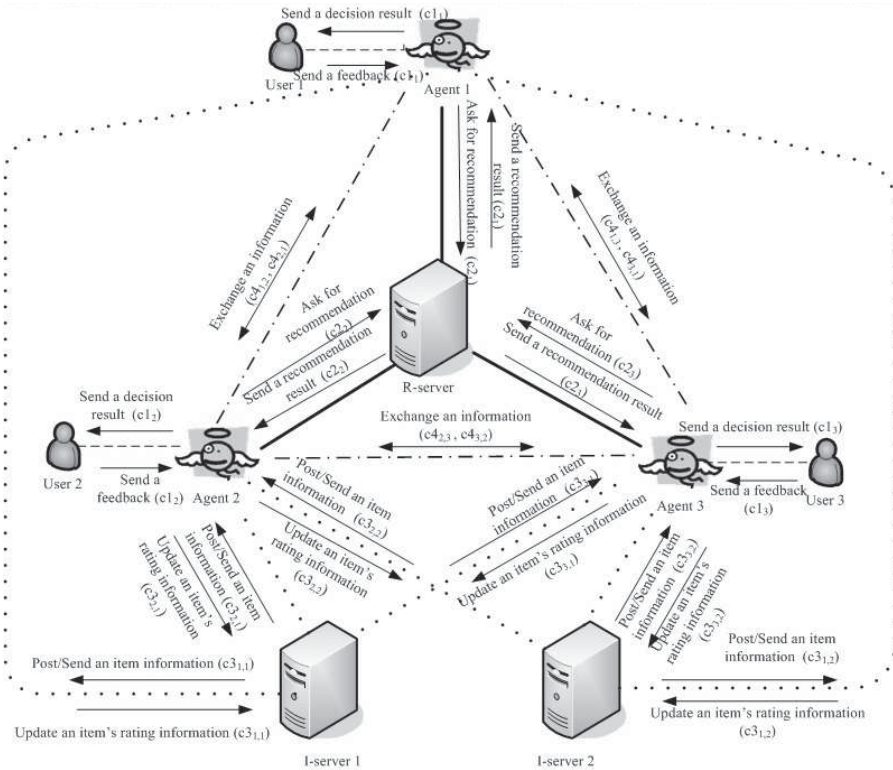 Send a decision result (c1₁)
User 1
Send a feedback (c1₁)
Agent 1
Ask for recommendation (c2₁)
Send a recommendation
result (c2₁)
Exchange an information
(c4₁,₂ , c4₂,₁)
Exchange an information
(c4₁,₃ , c4₃,₁)
Ask for
recommendation
(c2₂)
Send a recommendation
result (c2₂)
R-server
Ask for
recommendation (c2₃)
Send a recommendation result
(c2₁)
Send a decision
result (c1₂)
User 2
Send a
feedback (c1₂)
Agent 2
Exchange an information
(c4₂,₃ , c4₃,₂)
Send a decision result (c1₃)
Agent 3
Send a feedback
(c1₃)
User 3
Post/Send an item
information (c3₂,₂)
Update an item's
rating information
(c3₂,₂)
Post/Send an item
information
Update an item's rating information
(c3₃,₁)
Post/Send an item
information (c3₂,₁)
Update an item's
rating information
(c3₂,₁)
Post/Send an item
information (c3₃,₂)
Update an item's
rating information
(c3₃,₂)
Post/Send an item information (c3₁,₁)
Update an item's rating information (c3₁,₁)
I-server 1
Post/Send an item
information (c3₁,₂)
Update an item's rating information
(c3₁,₂)
I-server 2